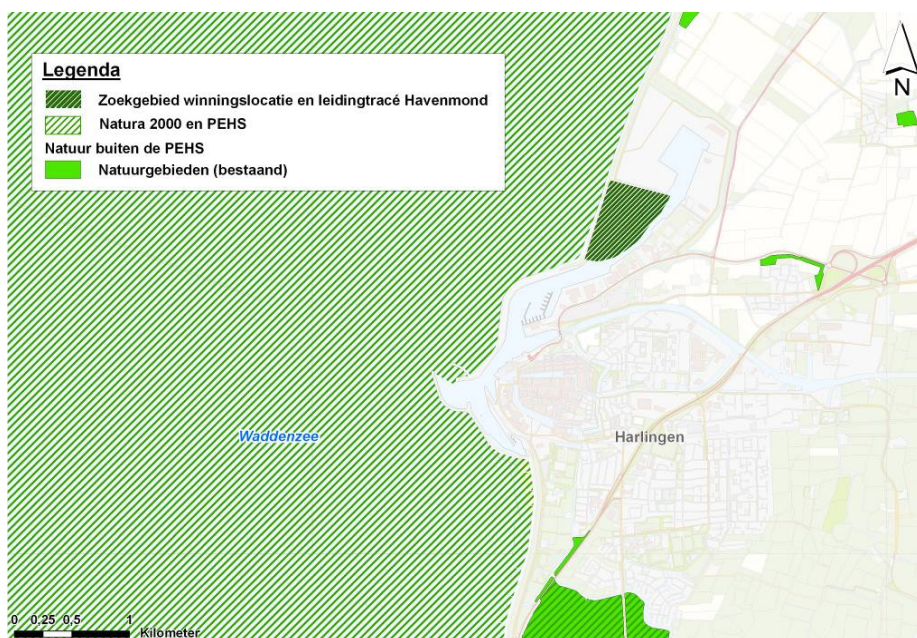 Legenda
Zoekgebied winningslocatie en leidingtracé Havenmond
Natura 2000 en PEHS
Natuur buiten de PEHS
Natuurgebieden (bestaand)
N
Waddenzee
Harlingen
0 0.25 0,5 1
Kilometer